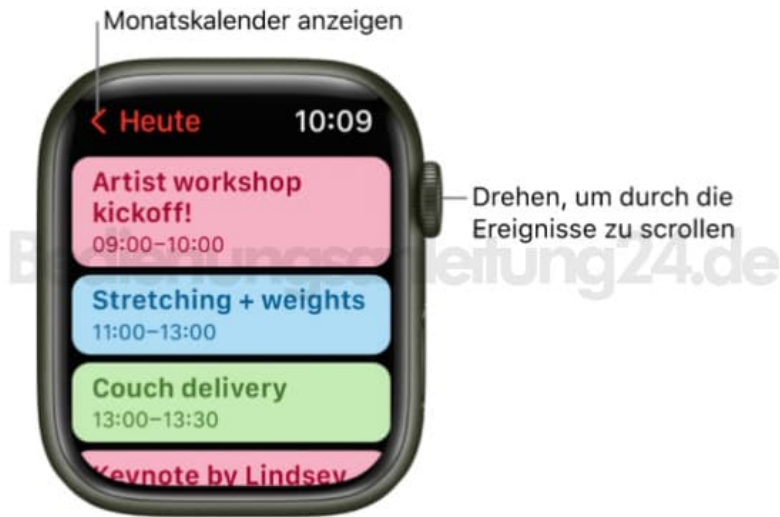 Monatskalender anzeigen
< Heute 10:09
Artist workshop
kickoff!
09:00–10:00
Drehen, um durch die
Ereignisse zu scrollen
Bedienungsanleitung24.de
Stretching + weights
11:00–13:00
Couch delivery
13:00–13:30
Keynote by Lindsey